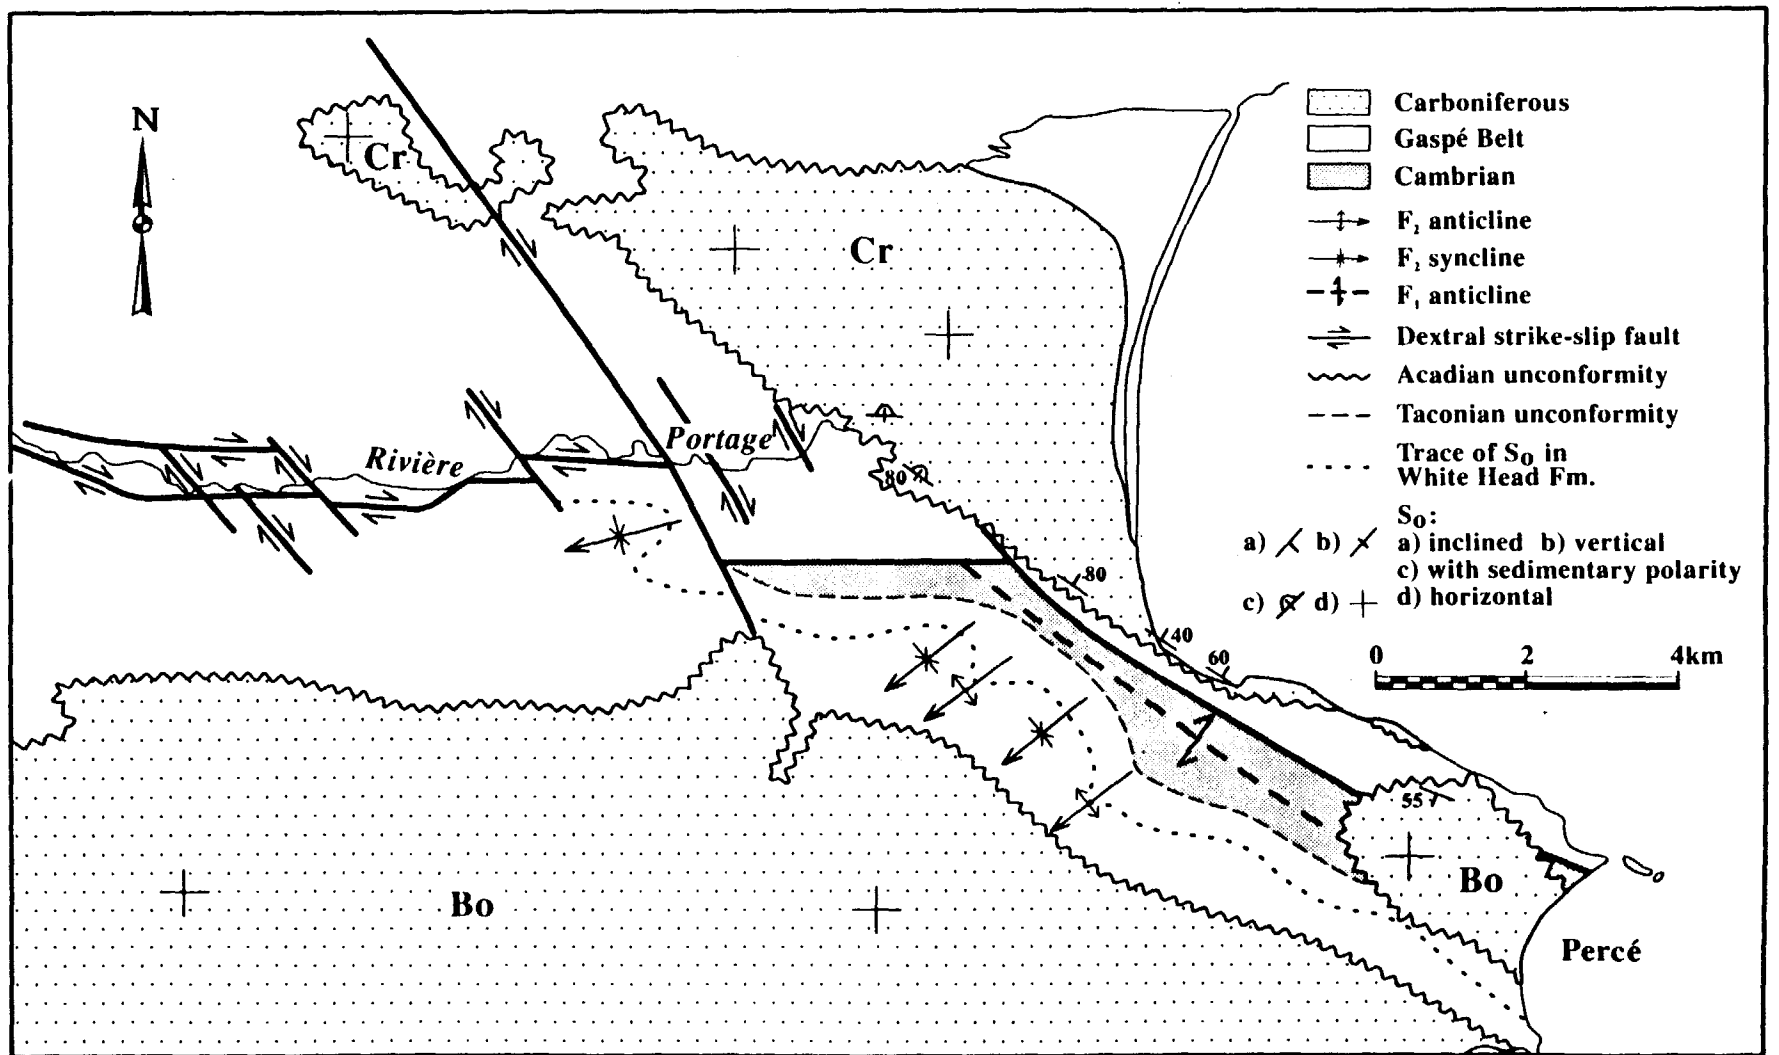 N
Cr
Cr
Rivière
Portage
80
80
40
60
55
Bo
Bo
Percé
Carboniferous
Gaspé Belt
Cambrian
F₂ anticline
F₂ syncline
F₁ anticline
Dextral strike-slip fault
Acadian unconformity
Taconian unconformity
Trace of S₀ in
White Head Fm.
S₀:
a) b) a) inclined b) vertical
c) with sedimentary polarity
c) d) d) horizontal
0 2 4km